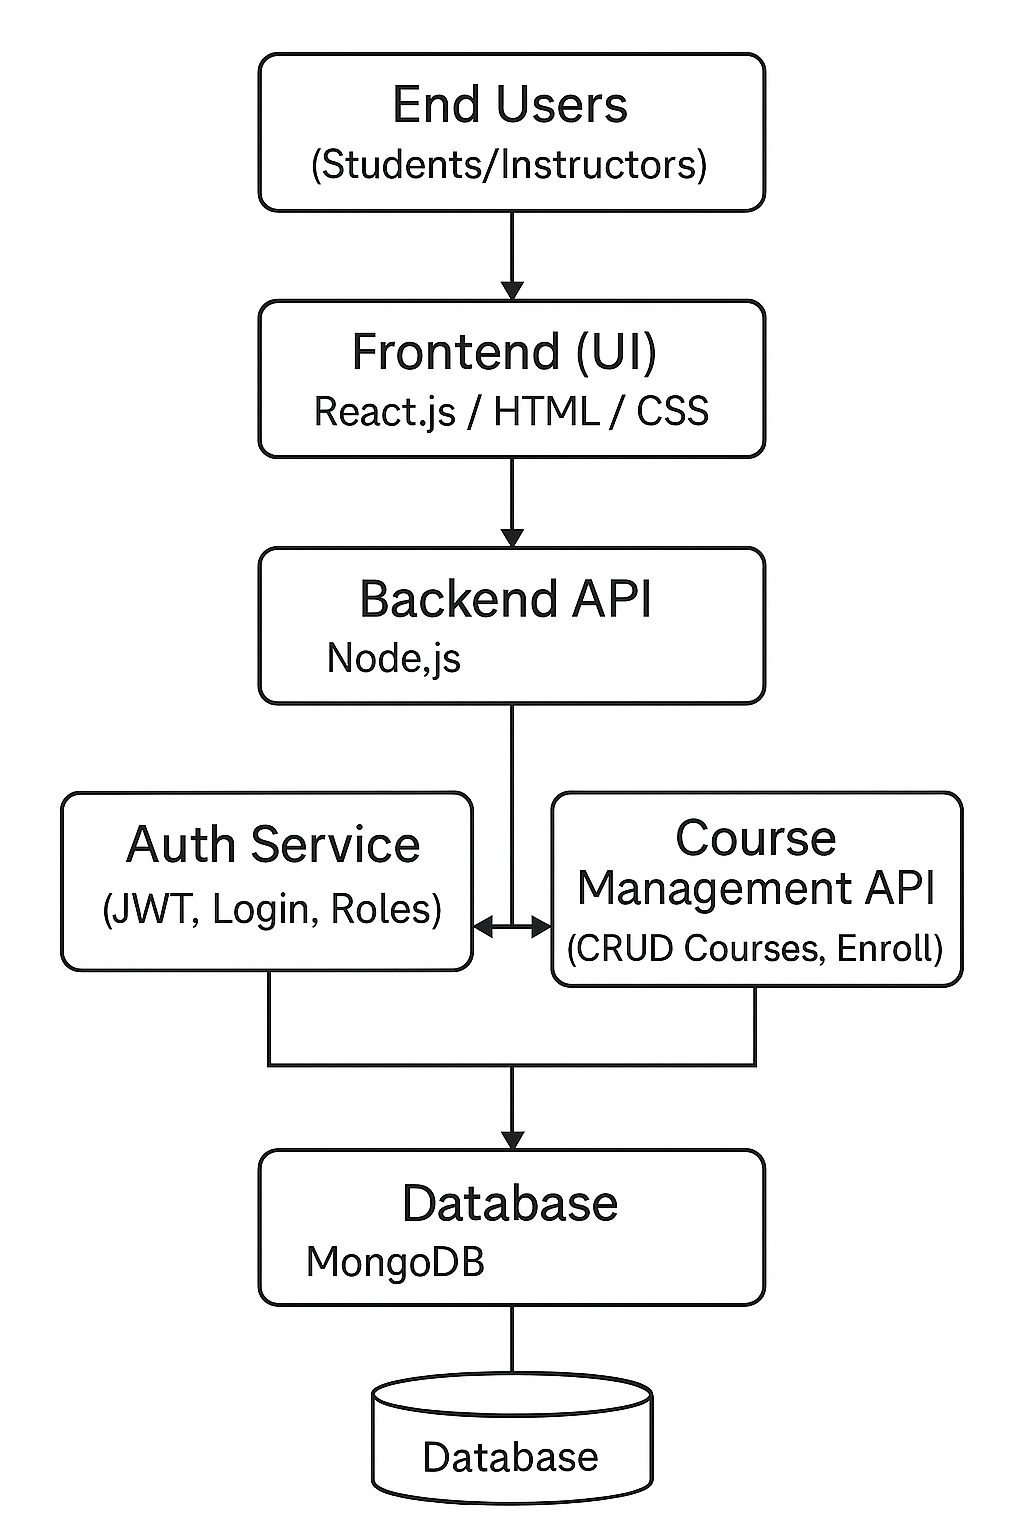 End Users
(Students/Instructors)
Frontend (UI)
React.js / HTML / CSS
Backend API
Node,js
Auth Service
(JWT, Login, Roles)
Course
Management API
(CRUD Courses, Enroll)
Database
MongoDB
Database